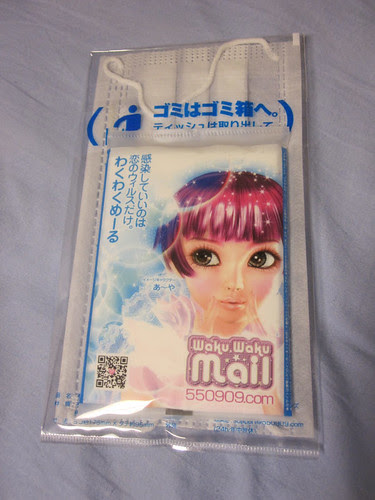 ゴミはゴミ箱へ。
ティッシュは取り出して
感染していいのは
恋のウィルスだけ。
わくわくめーる
あ～や
Waku Waku
mail
550909.com